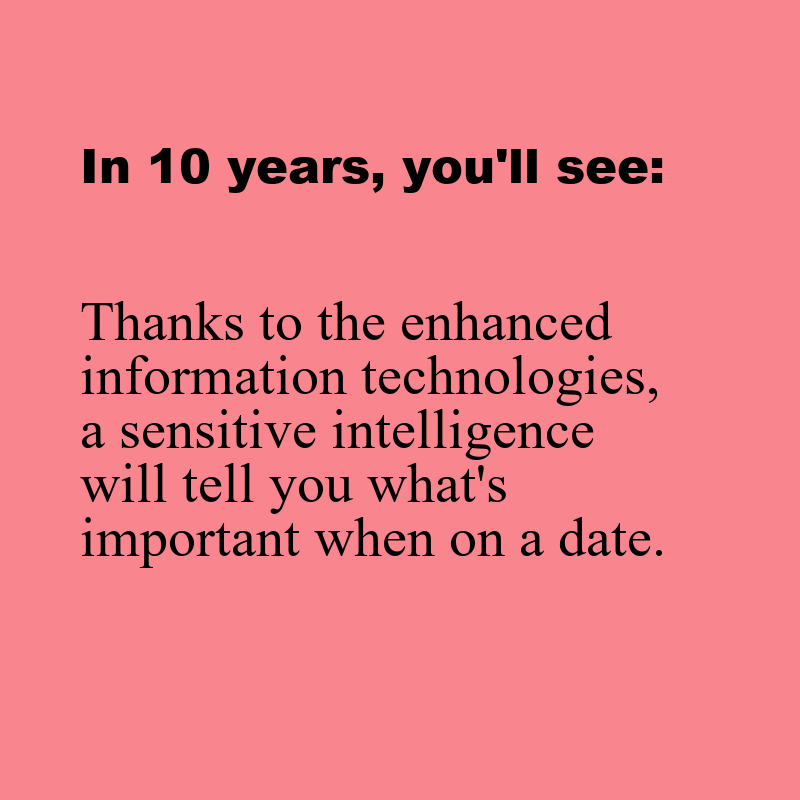 In 10 years, you'll see:
Thanks to the enhanced
information technologies,
a sensitive intelligence
will tell you what's
important when on a date.